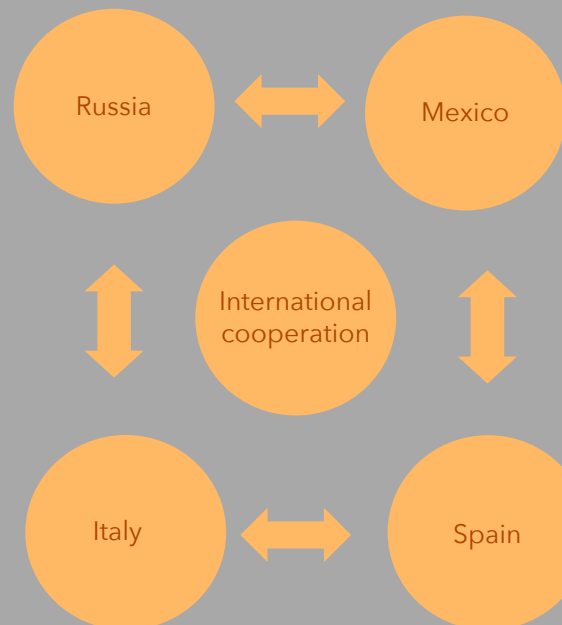 Russia
Mexico
International
cooperation
Italy
Spain